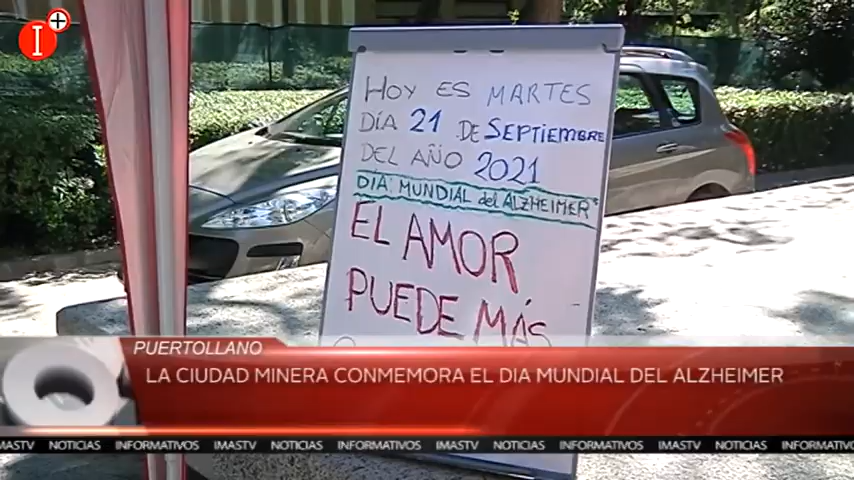 I+
Hoy ES MARTES
DÍA 21 DE SEPTIEMBRE
DEL AÑO 2021
DÍA MUNDIAL del ALZHEIMER
EL AMOR,
PUEDE MÁS
PUERTOLLANO
LA CIUDAD MINERA CONMEMORA EL DIA MUNDIAL DEL ALZHEIMER
IMASTV NOTICIAS INFORMATIVOS IMASTV NOTICIAS INFORMATIVOS IMASTV NOTICIAS INFORMATIVOS IMASTV NOTICIAS INFORMATIVOS